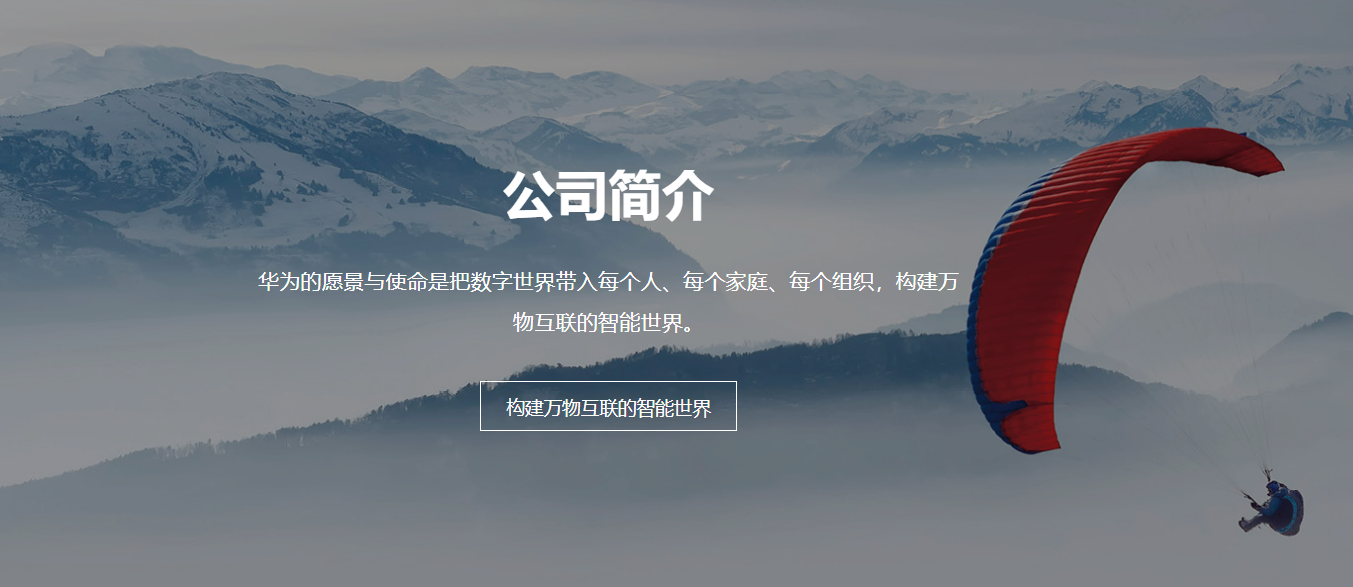 公司简介
华为的愿景与使命是把数字世界带入每个人、每个家庭、每个组织，构建万
物互联的智能世界。
构建万物互联的智能世界